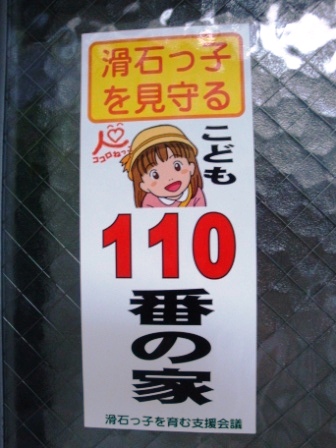 滑石っ子
を見守る
こども
110
番の家
滑石っ子を育む支援会議